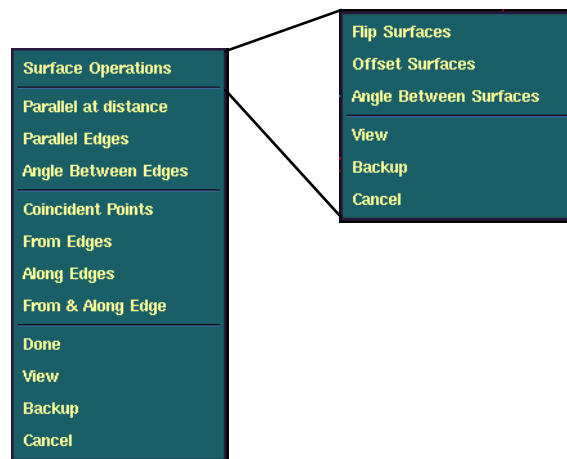 Surface Operations
Parallel at distance
Parallel Edges
Angle Between Edges
Coincident Points
From Edges
Along Edges
From & Along Edge
Done
View
Backup
Cancel
Flip Surfaces
Offset Surfaces
Angle Between Surfaces
View
Backup
Cancel